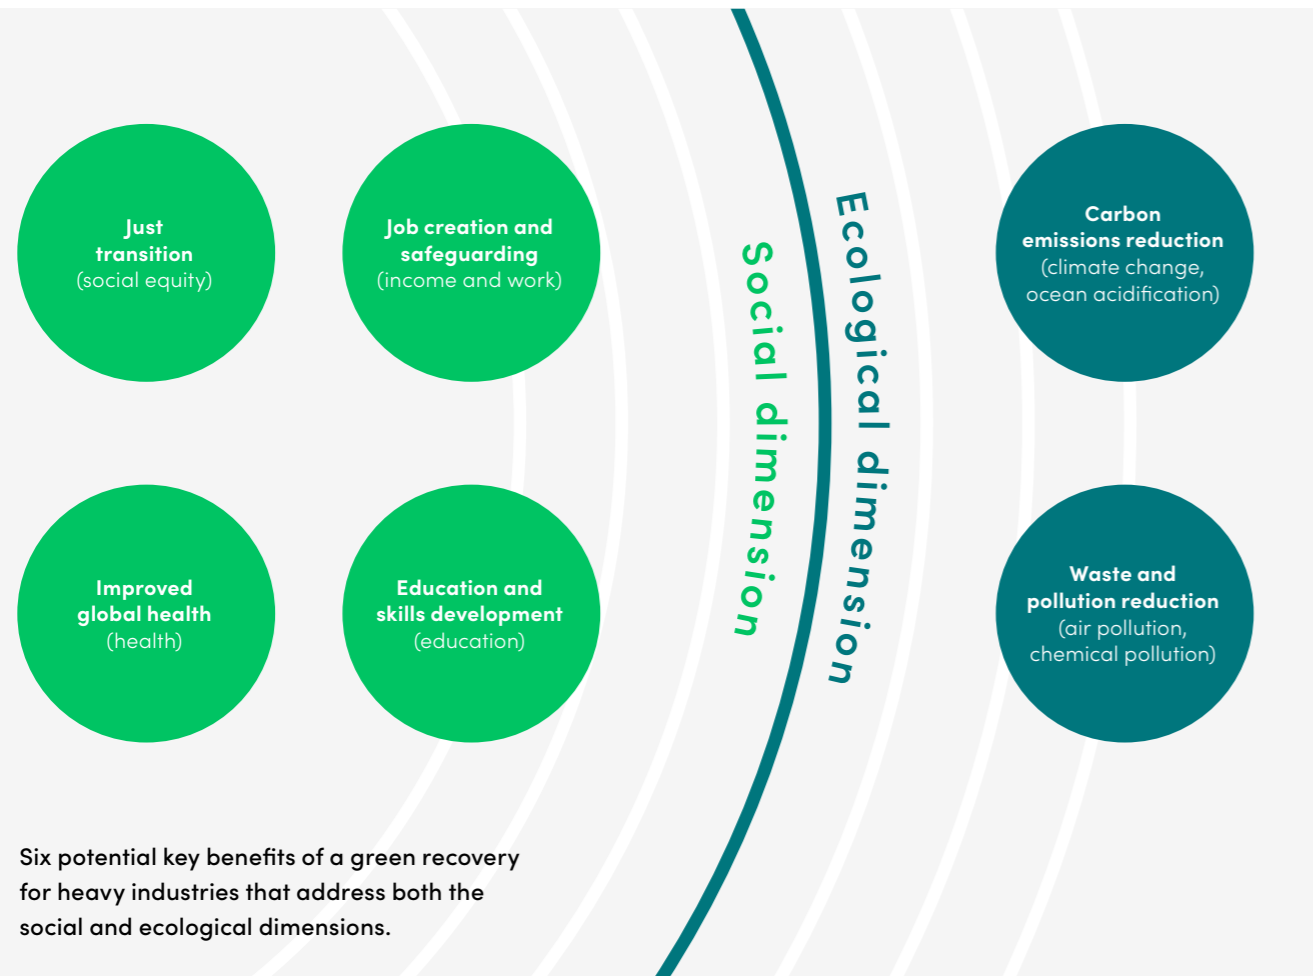 Just
transition
(social equity)
Job creation and
safeguarding
(income and work)
Social dimension
Ecological dimension
Carbon
emissions reduction
(climate change,
ocean acidification)
Improved
global health
(health)
Education and
skills development
(education)
Waste and
pollution reduction
(air pollution,
chemical pollution)
Six potential key benefits of a green recovery
for heavy industries that address both the
social and ecological dimensions.